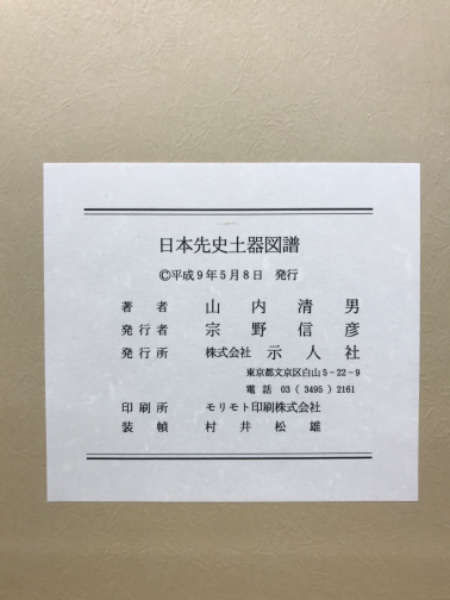 日本先史土器図譜
©平成9年5月8日 発行
著者 山内清男
発行者 宗野信彦
発行所 株式会社 示人社
東京都文京区白山5-22-9
電話 03(3495)2161
印刷所 モリモト印刷株式会社
装幀 村井松雄